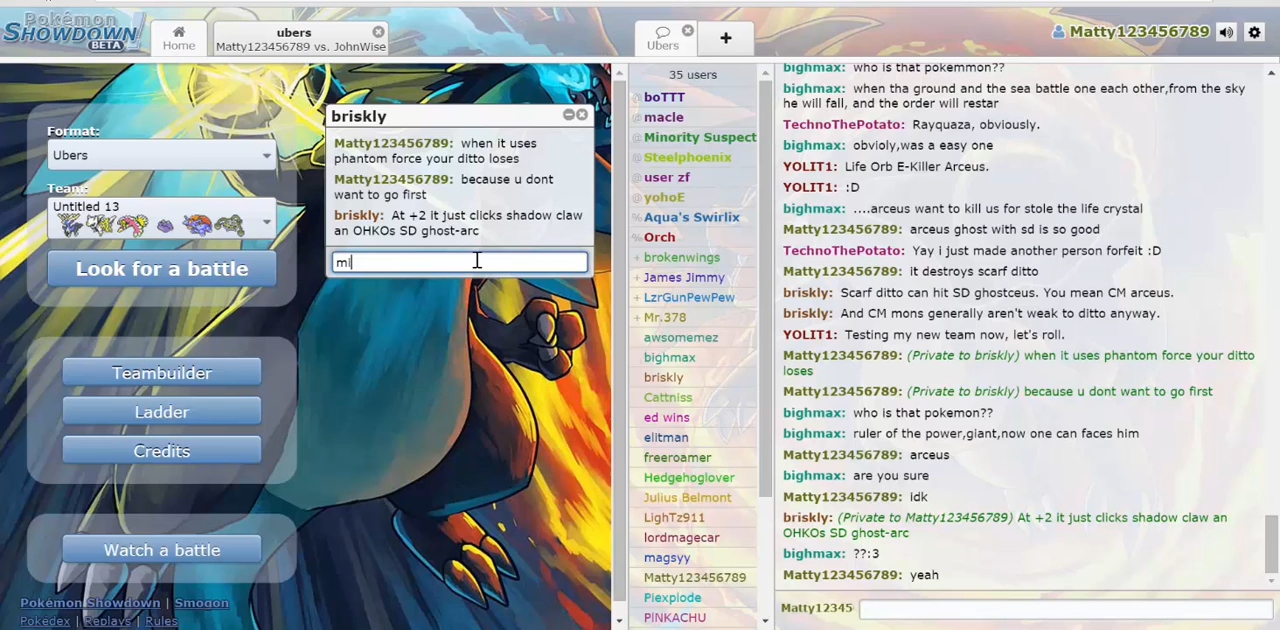 Pokémon
SHOWDOWN
BETA
Home
ubers
Matty123456789 vs. JohnWise
Ubers
+
Matty123456789
Format:
Ubers
Team:
Untitled 13
Look for a battle
Teambuilder
Ladder
Credits
Watch a battle
Pokémon Showdown | Smogon
Pokédex | Replays | Rules
briskly
Matty123456789: when it uses
phantom force your ditto loses
Matty123456789: because u dont
want to go first
briskly: At +2 it just clicks shadow claw
an OHKOs SD ghost-arc
mi
35 users
@ boTTT
@ macle
@ Minority Suspect
@ Steelphoenix
@ user zf
@ yohoE
% Aqua's Swirlix
% Orch
+ brokenwings
+ James Jimmy
+ LzrGunPewPew
+ Mr.378
awsomemez
bighmax
briskly
Cattniss
ed wins
elitman
freeroamer
Hedgehoglover
Julius Belmont
LighTz911
lordmagecar
magsyy
Matty123456789
Piexplode
PINKACHU
bighmax: who is that pokemmon??
bighmax: when tha ground and the sea battle one each other,from the sky
he will fall, and the order will restar
TechnoThePotato: Rayquaza, obviously.
bighmax: obvioly,was a easy one
YOLIT1: Life Orb E-Killer Arceus.
YOLIT1: :D
bighmax: ....arceus want to kill us for stole the life crystal
Matty123456789: arceus ghost with sd is so good
TechnoThePotato: Yay i just made another person forfeit :D
Matty123456789: it destroys scarf ditto
briskly: Scarf ditto can hit SD ghostceus. You mean CM arceus.
briskly: And CM mons generally aren't weak to ditto anyway.
YOLIT1: Testing my new team now, let's roll.
Matty123456789: (Private to briskly) when it uses phantom force your ditto
loses
Matty123456789: (Private to briskly) because u dont want to go first
bighmax: who is that pokemon??
bighmax: ruler of the power,giant,now one can faces him
Matty123456789: arceus
bighmax: are you sure
Matty123456789: idk
briskly: (Private to Matty123456789) At +2 it just clicks shadow claw an
OHKOs SD ghost-arc
bighmax: ??:3
Matty123456789: yeah
Matty12345